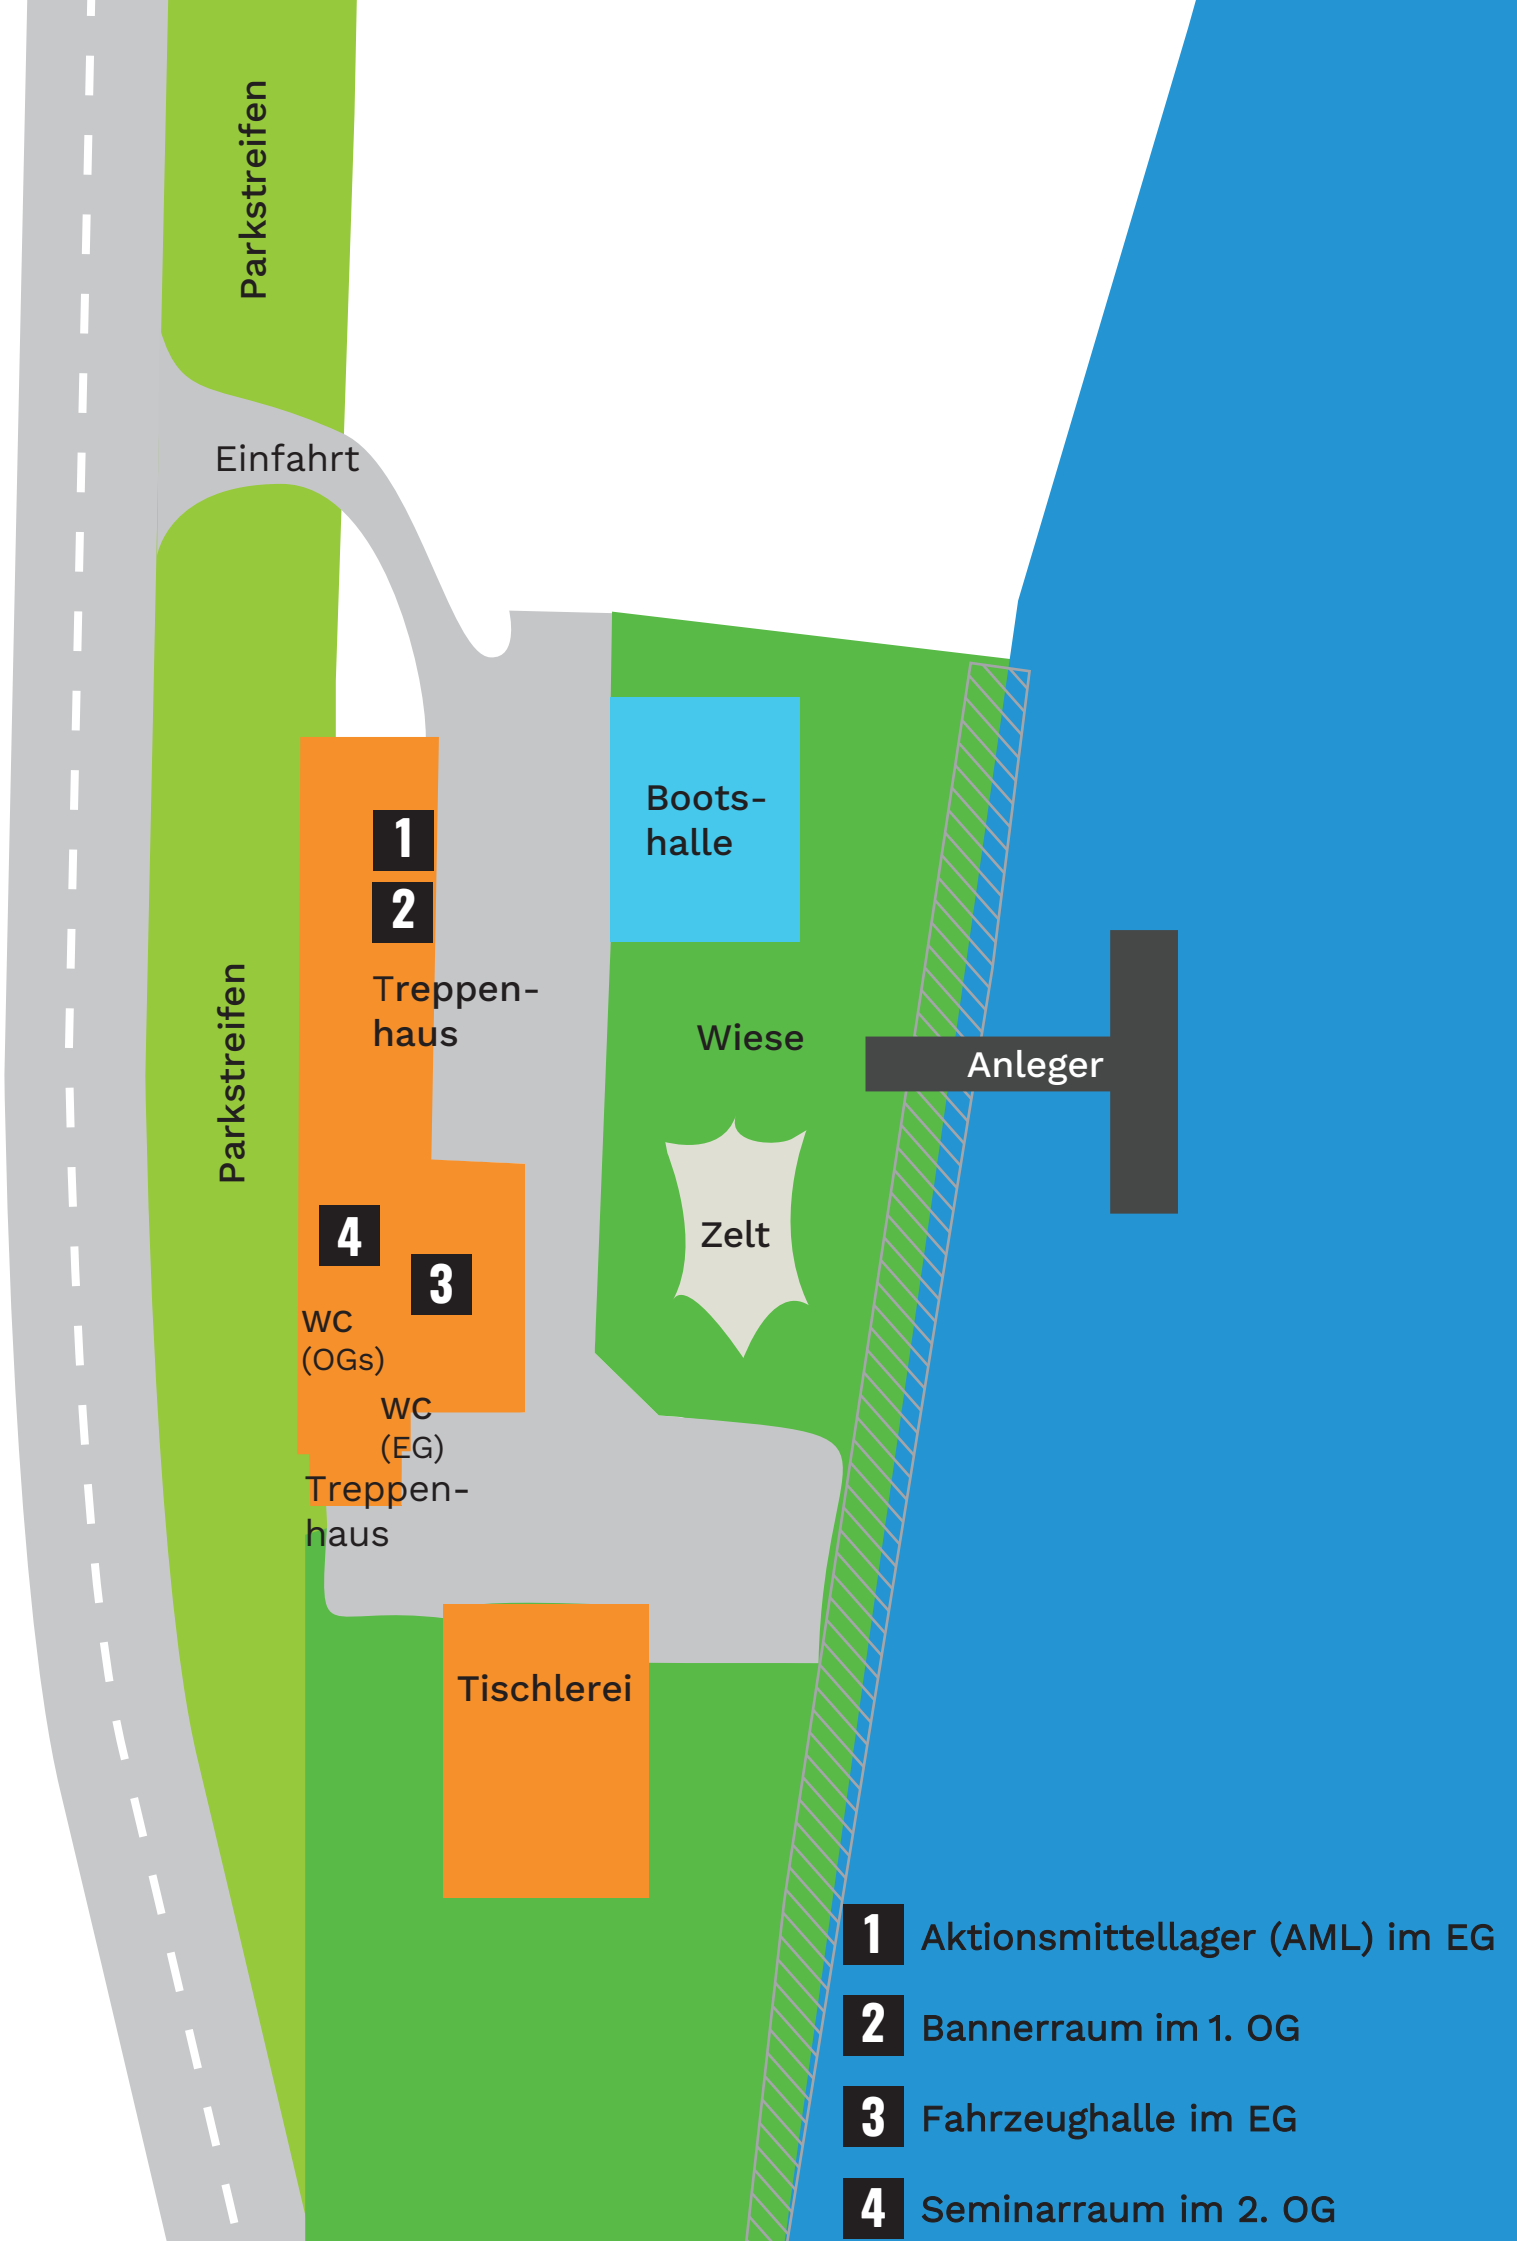 Parkstreifen
Einfahrt
Boots-
halle
1
2
Treppen-
haus
Parkstreifen
Wiese
Anleger
4
Zelt
3
WC
(OGs)
WC
(EG)
Treppen-
haus
Tischlerei
1 Aktionsmittellager (AML) im EG
2 Bannerraum im 1. OG
3 Fahrzeughalle im EG
4 Seminarraum im 2. OG